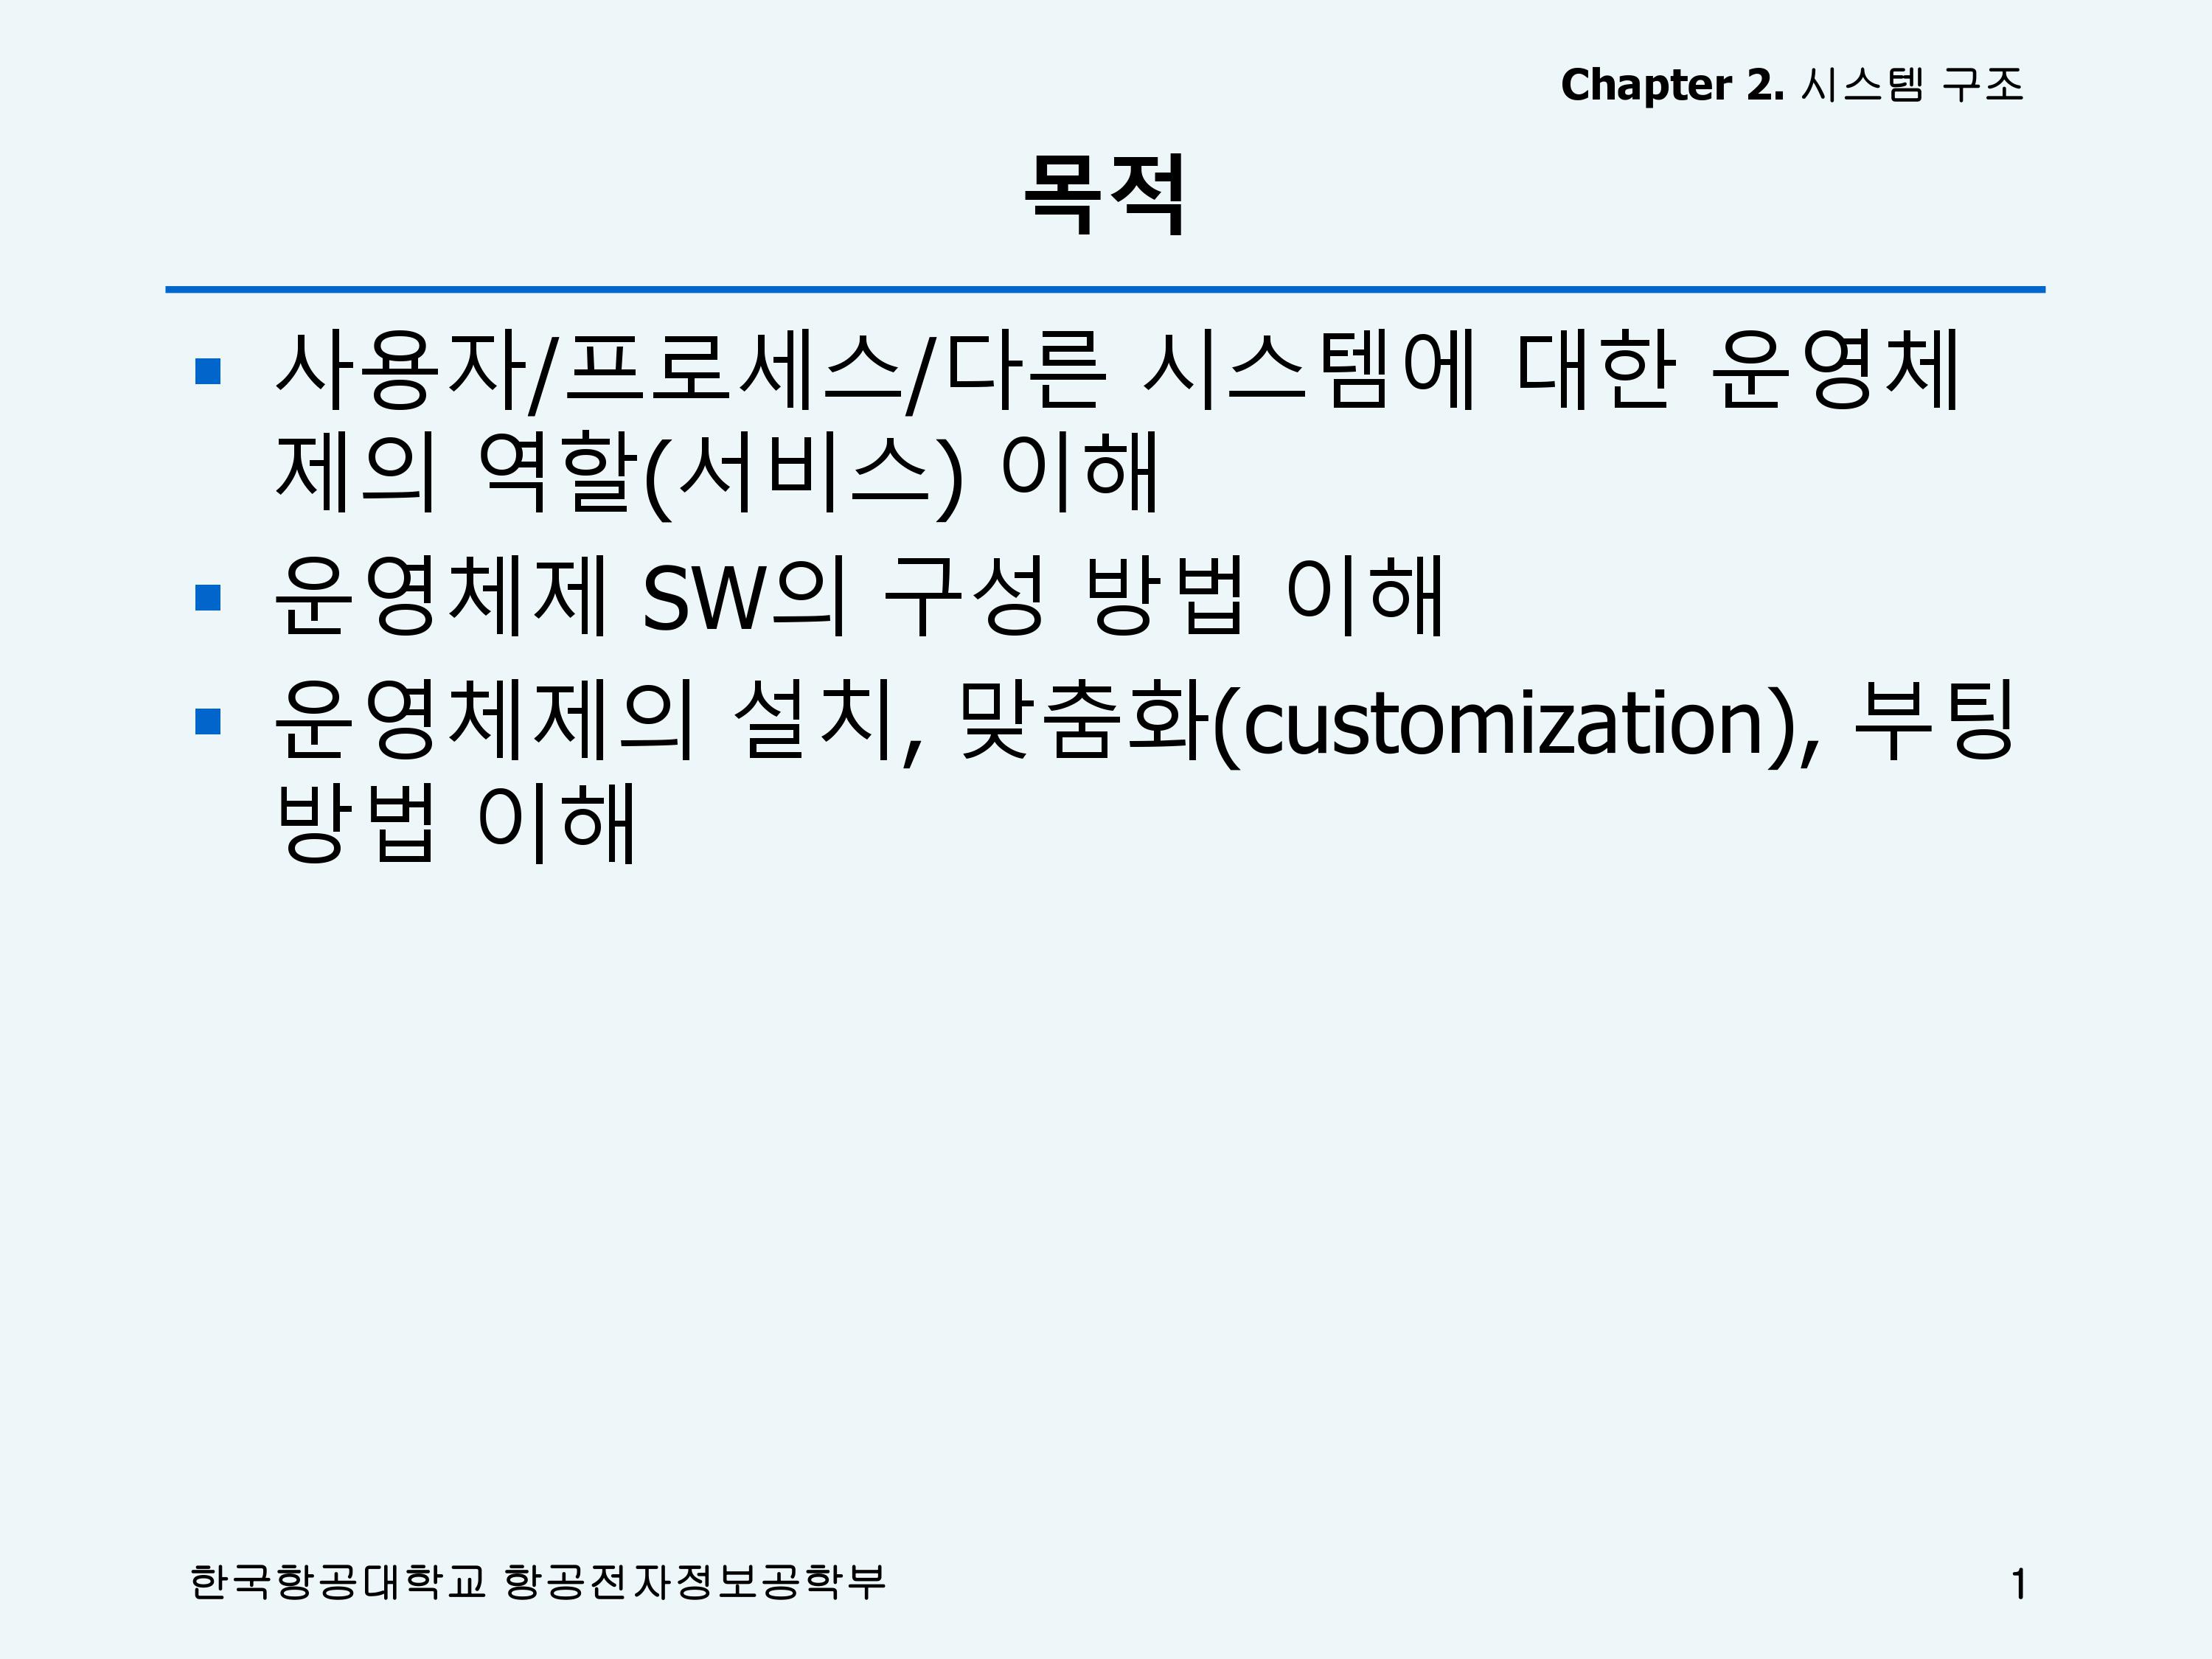 Chapter 2. 시스템 구조
목적
사용자/프로세스/다른 시스템에 대한 운영체
제의 역할(서비스) 이해
운영체제 SW의 구성 방법 이해
운영체제의 설치, 맞춤화(customization), 부팅
방법 이해
한국항공대학교 항공전자정보공학부
1